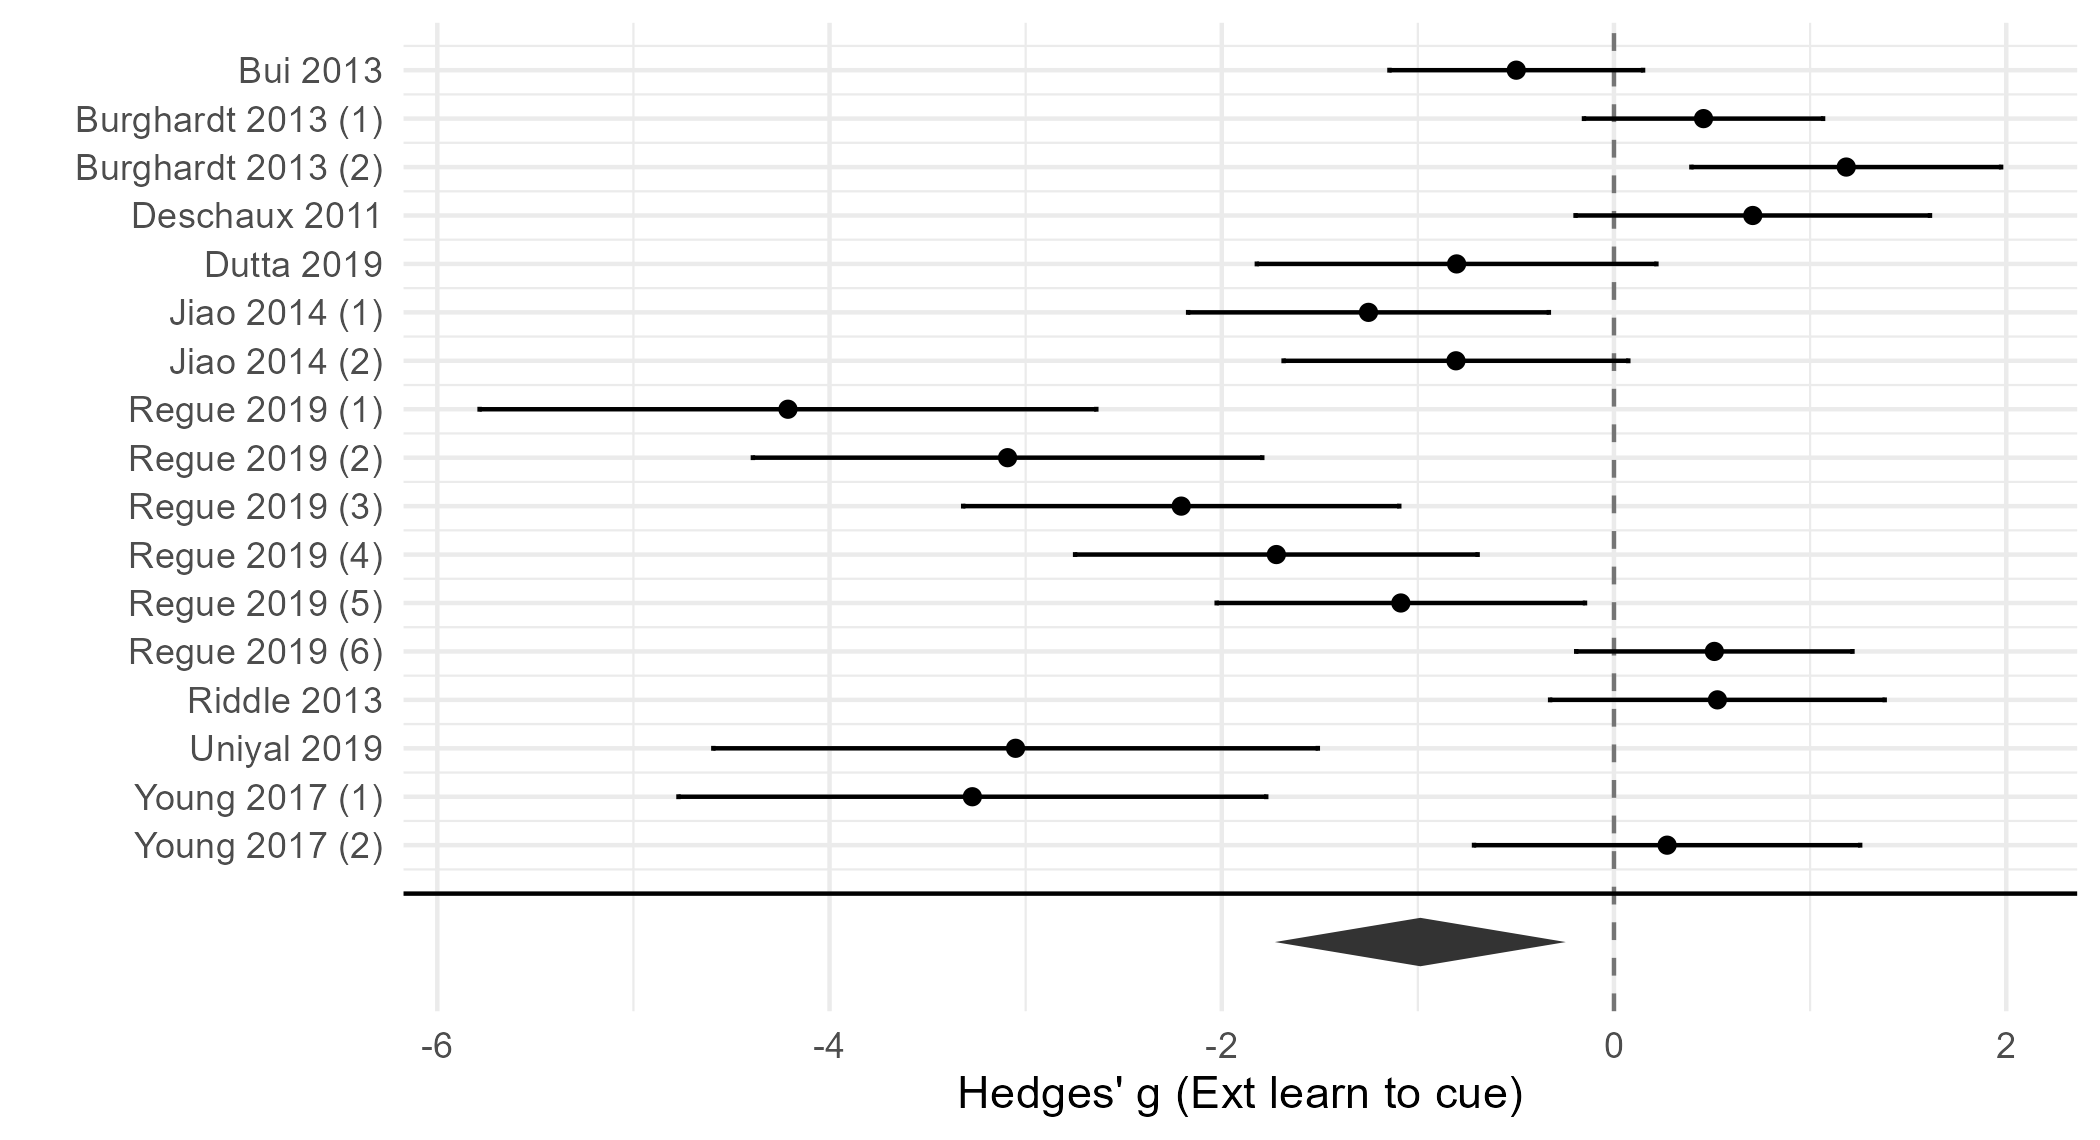 Bui 2013
Burghardt 2013 (1)
Burghardt 2013 (2)
Deschaux 2011
Dutta 2019
Jiao 2014 (1)
Jiao 2014 (2)
Regue 2019 (1)
Regue 2019 (2)
Regue 2019 (3)
Regue 2019 (4)
Regue 2019 (5)
Regue 2019 (6)
Riddle 2013
Uniyal 2019
Young 2017 (1)
Young 2017 (2)
-6 -4 -2 0 2
Hedges' g (Ext learn to cue)